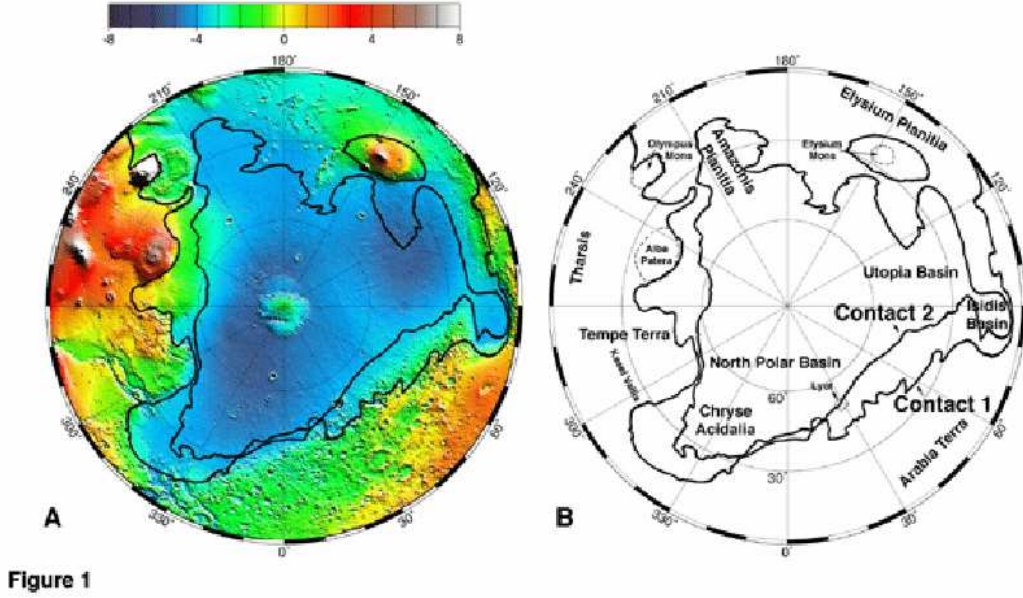 -8 -4 0 4 8
180° 180°
210° 150° 210° 150°
Elysium Planitia
Olympus Mons
Amazonis Planitia
Elysium Mons
240° 120° 240° 120°
Tharsis
Alba Patera
Utopia Basin
Contact 2
Isidis Basin
Tempe Terra
North Polar Basin
Kasei Vallis
Lyot
60°
Contact 1
Chryse
Acidalia
300° 60° 300° 60°
Arabia Terra
30°
A B
330° 30° 330° 30°
0° 0°
Figure 1